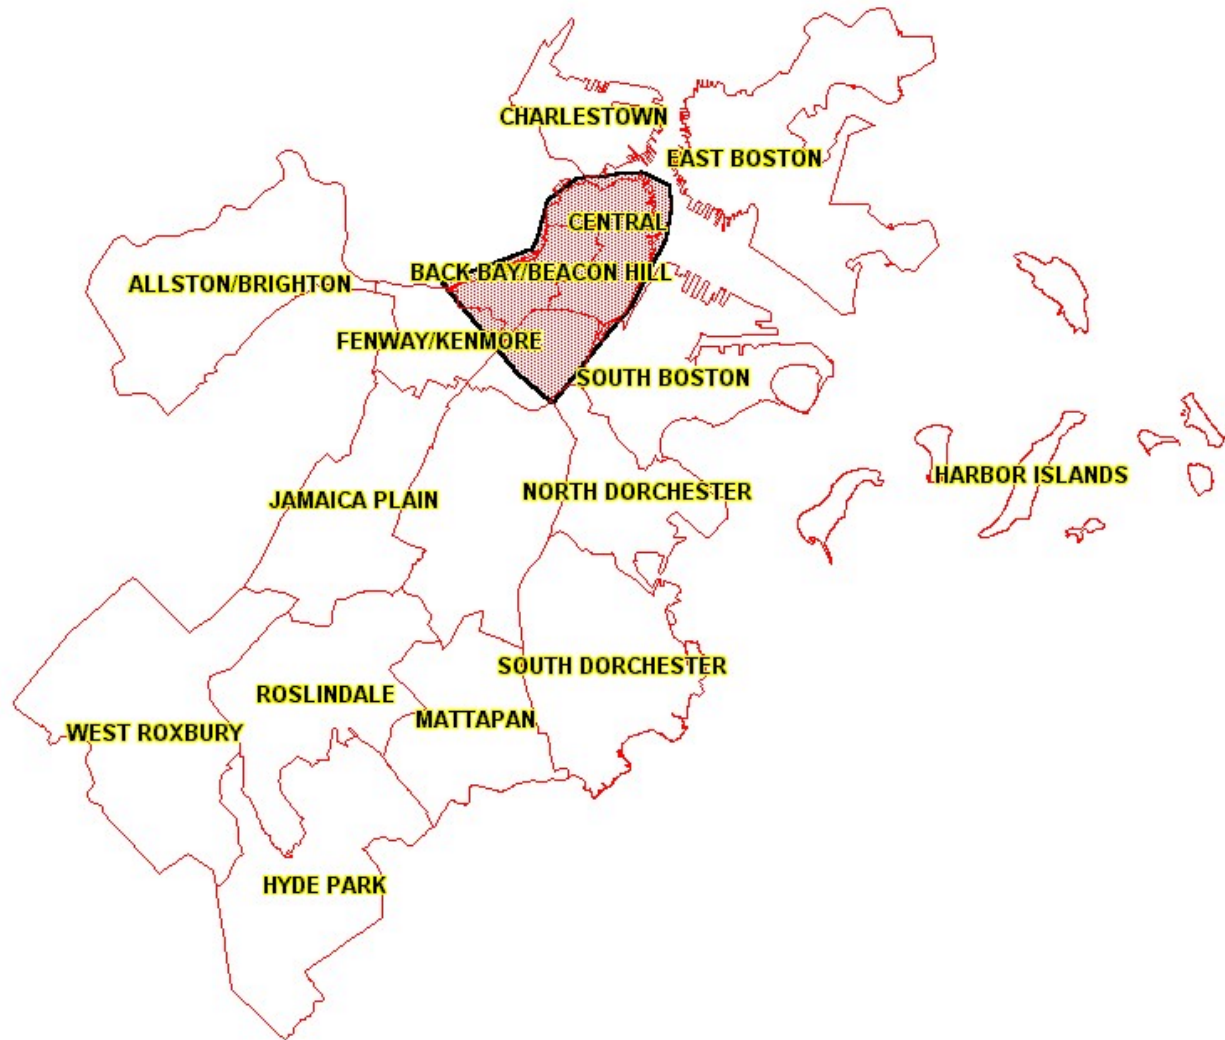 CHARLESTOWN
EAST BOSTON
CENTRAL
BACK BAY/BEACON HILL
ALLSTON/BRIGHTON
FENWAY/KENMORE
SOUTH BOSTON
HARBOR ISLANDS
JAMAICA PLAIN
NORTH DORCHESTER
SOUTH DORCHESTER
ROSLINDALE
MATTAPAN
WEST ROXBURY
HYDE PARK